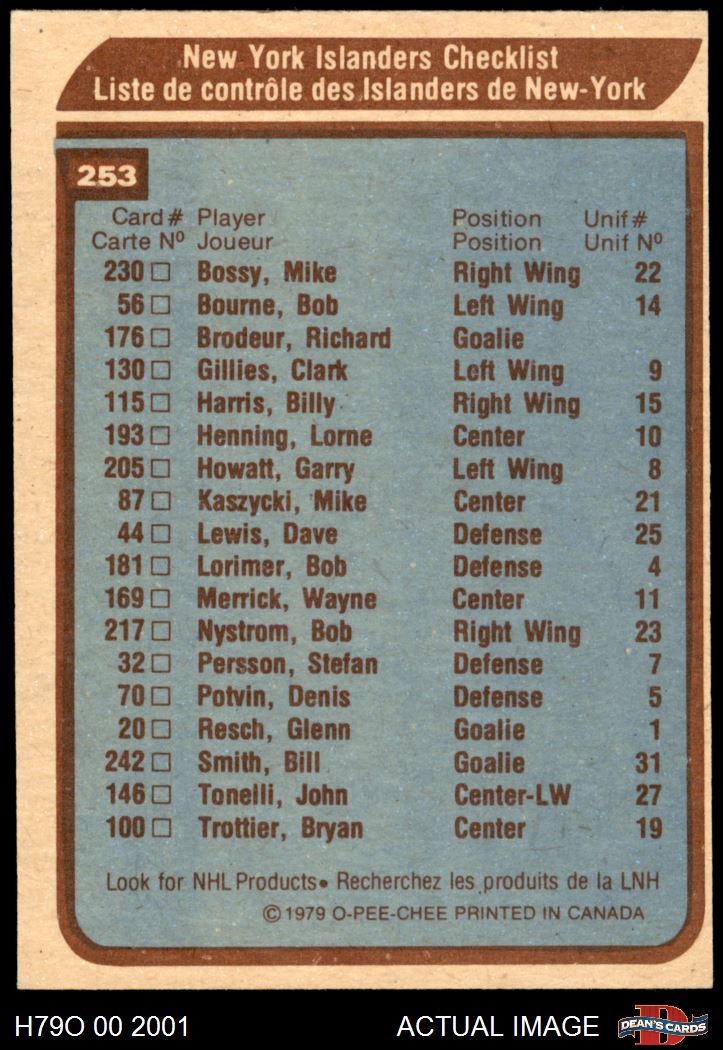 New York Islanders Checklist
Liste de contrôle des Islanders de New-York
253
Card # Player Position Unif #
Carte Nº Joueur Position Unif Nº
230 □ Bossy, Mike Right Wing 22
56 □ Bourne, Bob Left Wing 14
176 □ Brodeur, Richard Goalie
130 □ Gillies, Clark Left Wing 9
115 □ Harris, Billy Right Wing 15
193 □ Henning, Lorne Center 10
205 □ Howatt, Garry Left Wing 8
87 □ Kaszycki, Mike Center 21
44 □ Lewis, Dave Defense 25
181 □ Lorimer, Bob Defense 4
169 □ Merrick, Wayne Center 11
217 □ Nystrom, Bob Right Wing 23
32 □ Persson, Stefan Defense 7
70 □ Potvin, Denis Defense 5
20 □ Resch, Glenn Goalie 1
242 □ Smith, Bill Goalie 31
146 □ Tonelli, John Center-LW 27
100 □ Trottier, Bryan Center 19
Look for NHL Products • Recherchez les produits de la LNH
© 1979 O-PEE-CHEE PRINTED IN CANADA
H79O 00 2001 ACTUAL IMAGE D DEAN'S CARDS